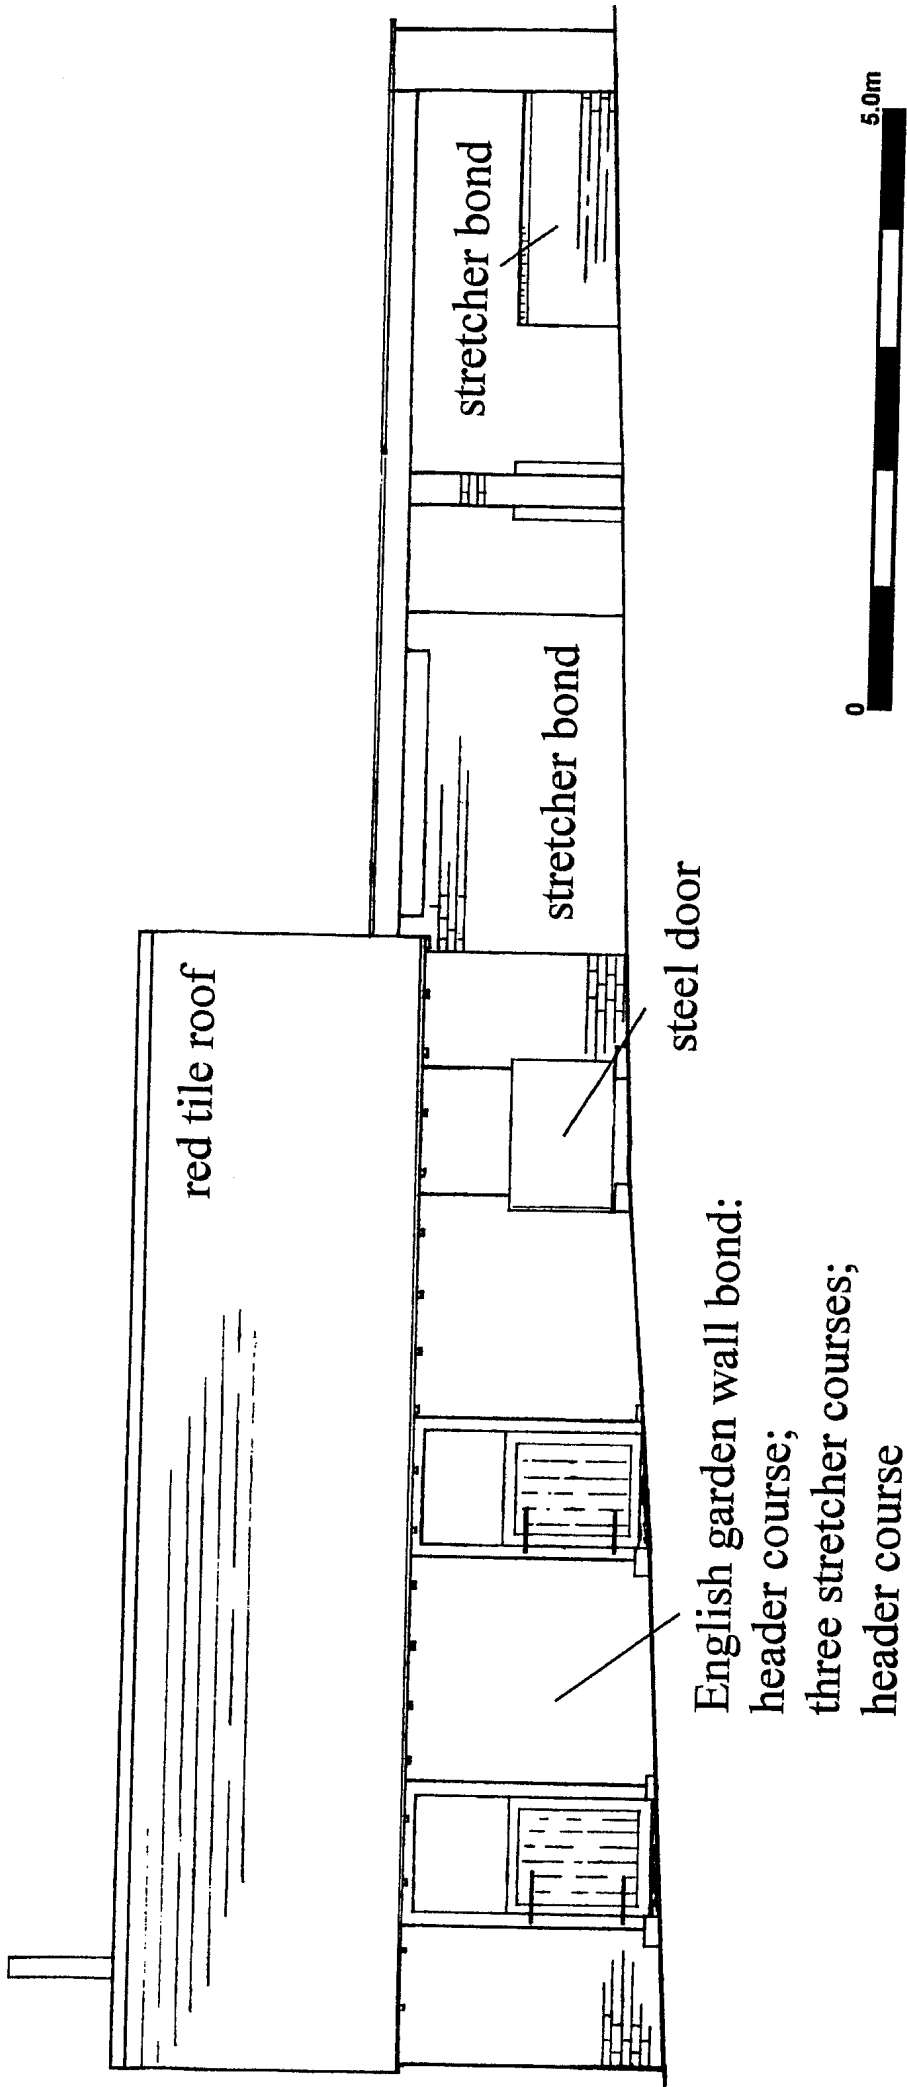 red tile roof
stretcher bond
stretcher bond
steel door
English garden wall bond:
header course;
three stretcher courses;
header course
0
5.0m